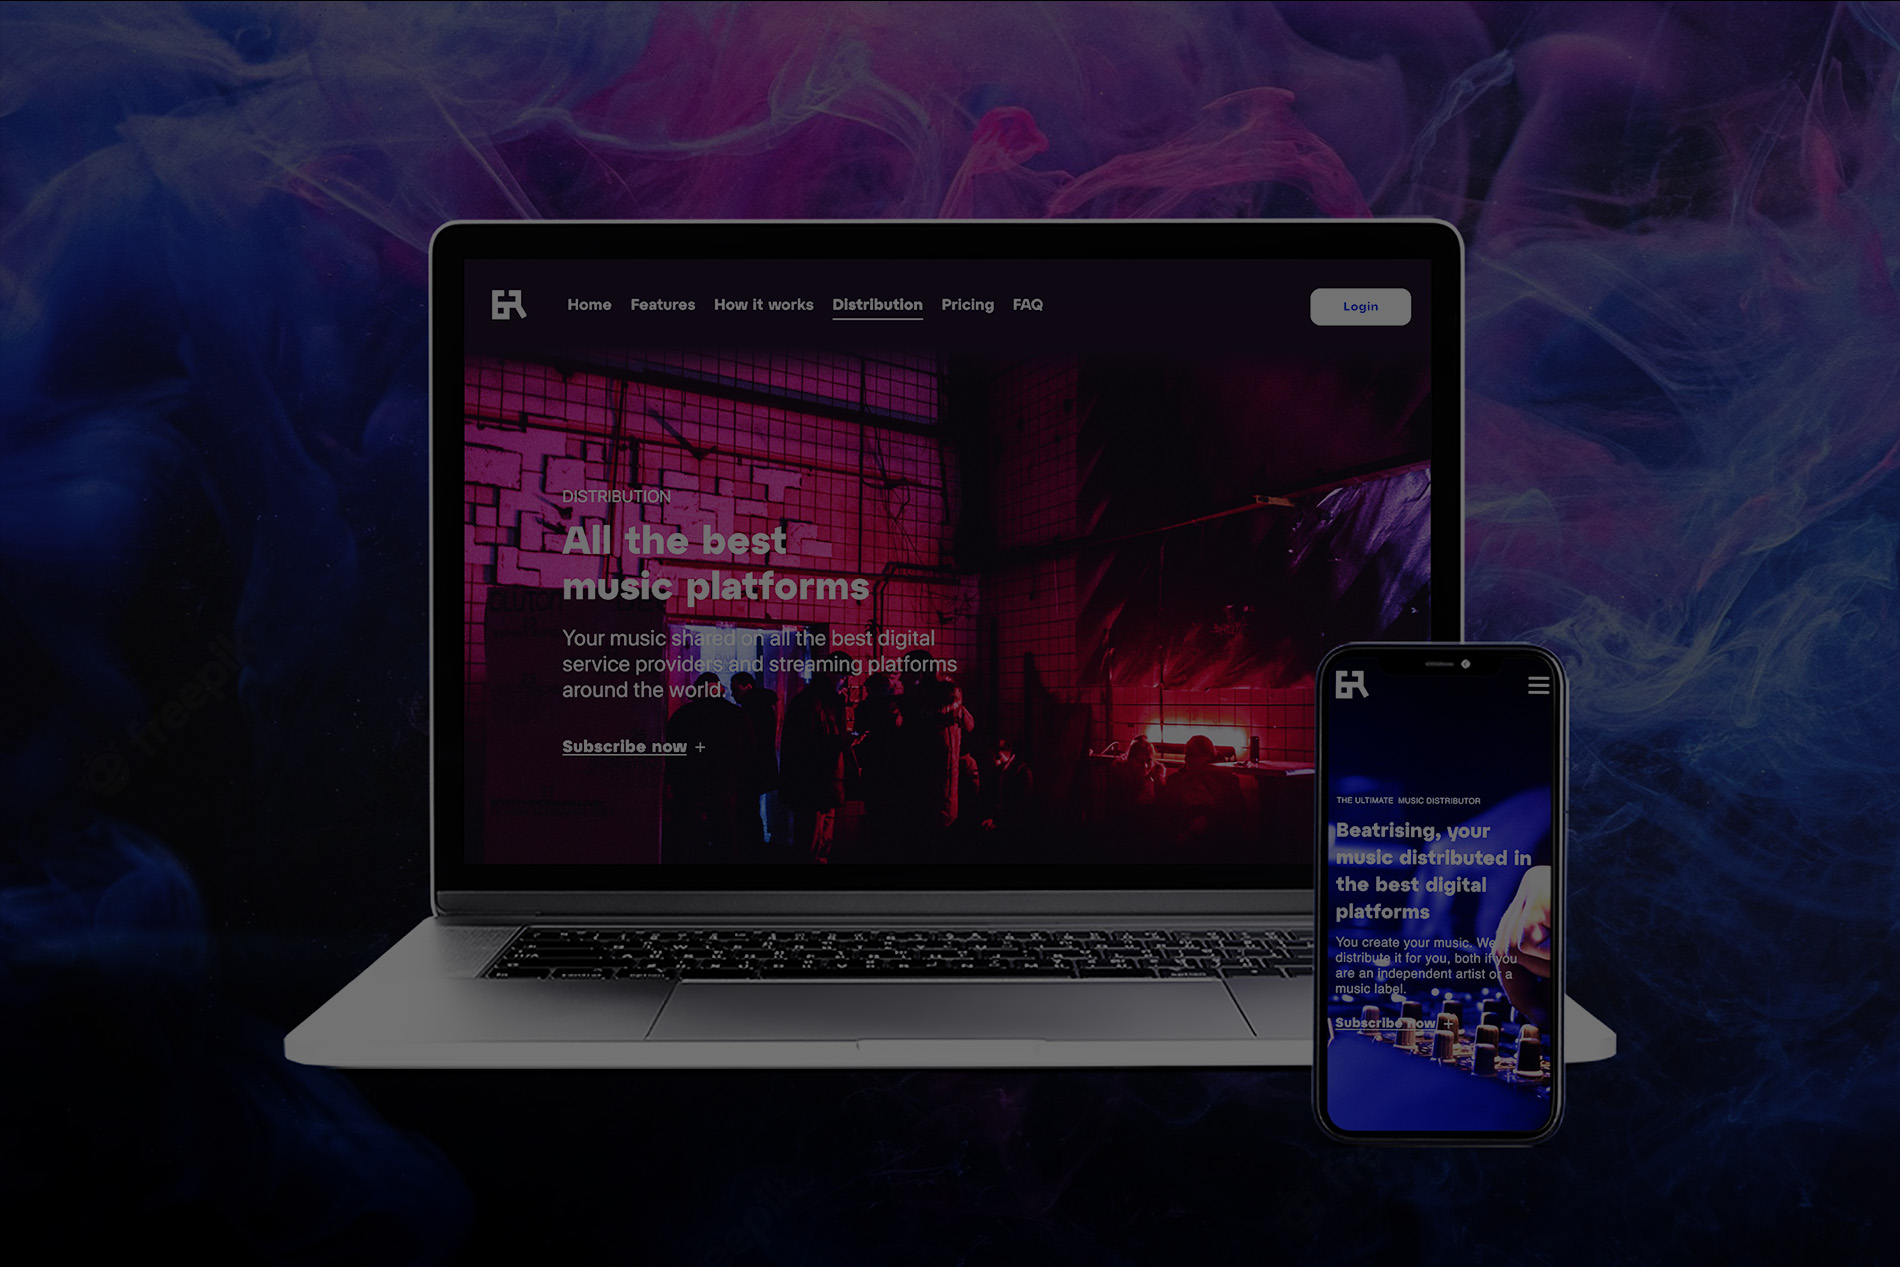 Home Features How it works Distribution Pricing FAQ Login
DISTRIBUTION
All the best
music platforms
Your music shared on all the best digital
service providers and streaming platforms
around the world.
Subscribe now +
THE ULTIMATE MUSIC DISTRIBUTOR
Beatrising, your
music distributed in
the best digital
platforms
You create your music. We
distribute it for you, both if you
are an independent artist or a
music label.
Subscribe now +
freepik